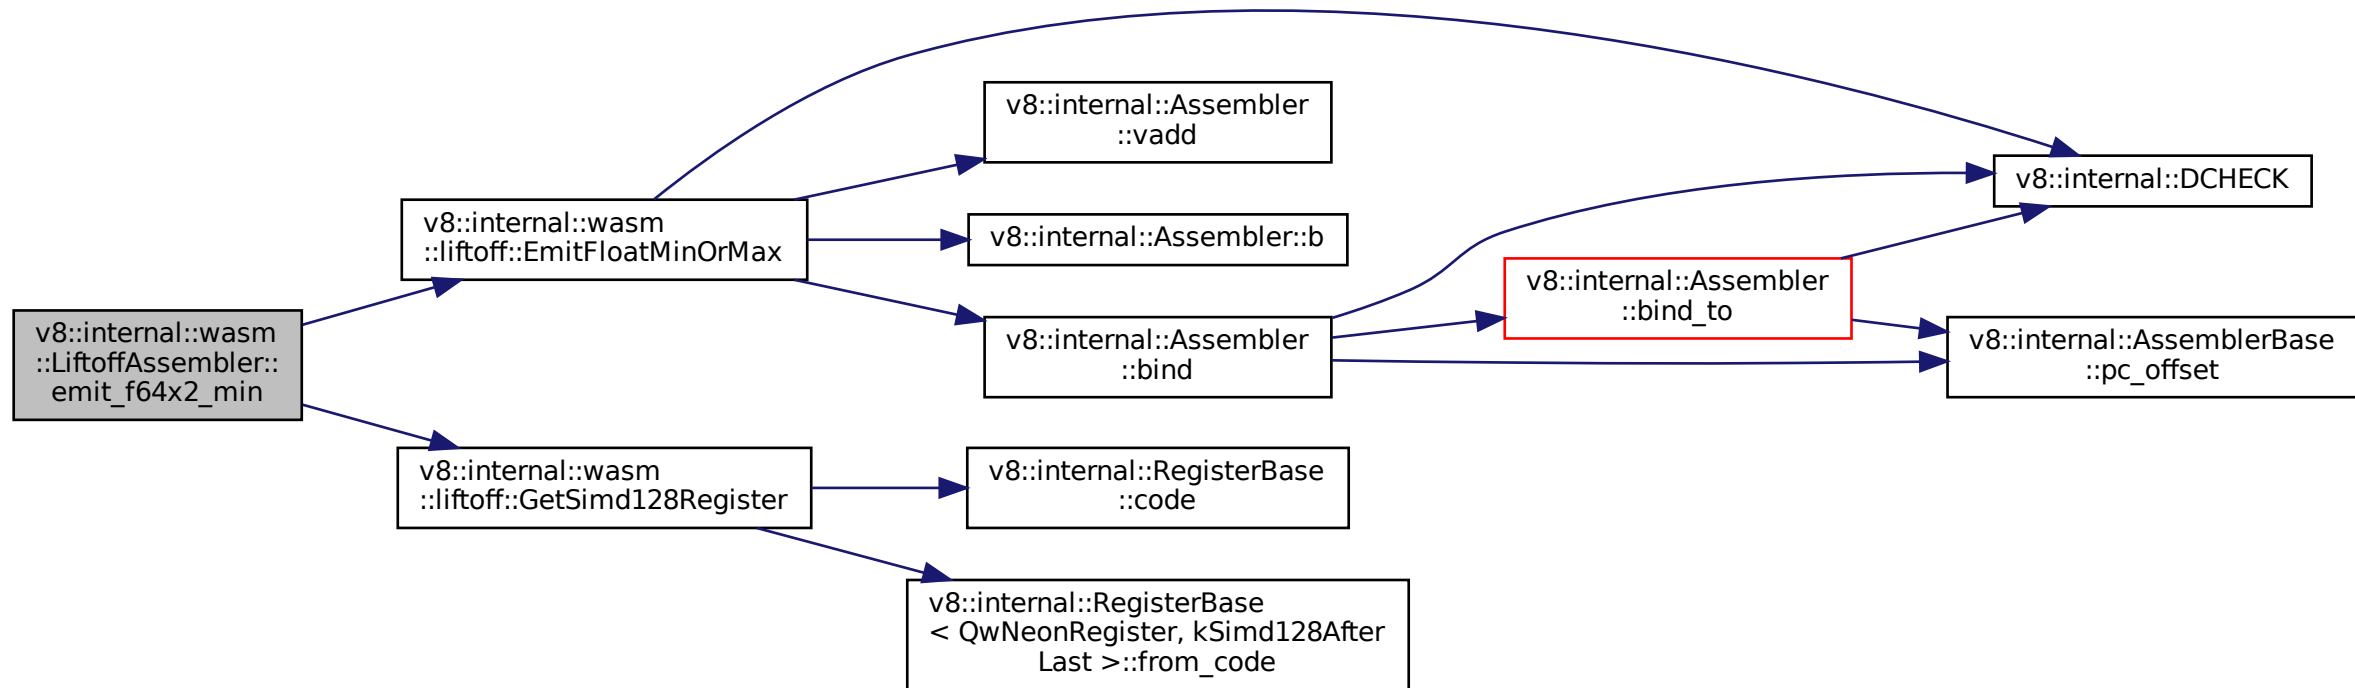 v8::internal::wasm
::LiftoffAssembler::
emit_f64x2_min
v8::internal::wasm
::liftoff::EmitFloatMinOrMax
v8::internal::wasm
::liftoff::GetSimd128Register
v8::internal::Assembler
::vadd
v8::internal::Assembler::b
v8::internal::Assembler
::bind
v8::internal::RegisterBase
::code
v8::internal::RegisterBase
< QwNeonRegister, kSimd128After
Last >::from_code
v8::internal::Assembler
::bind_to
v8::internal::DCHECK
v8::internal::AssemblerBase
::pc_offset